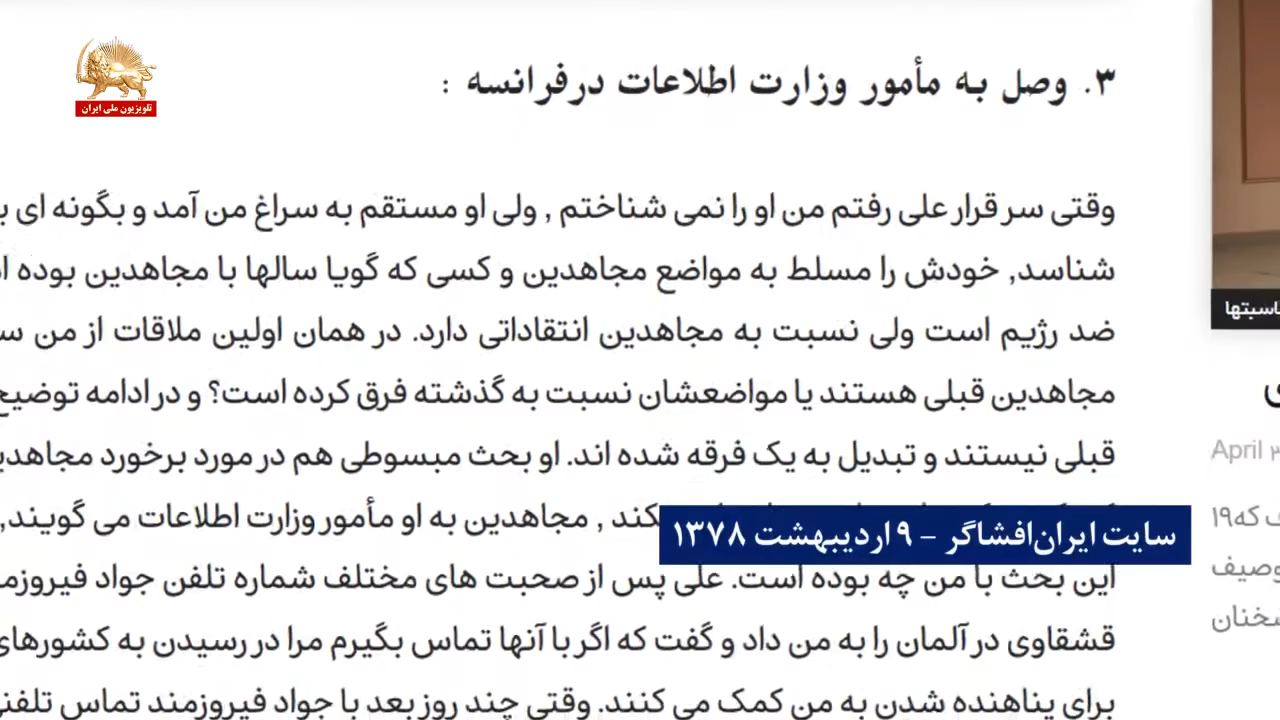 تلویزیون ملی ایران
۳. وصل به مأمور وزارت اطلاعات درفرانسه :
وقتی سر قرار علی رفتم من او را نمی شناختم , ولی او مستقم به سراغ من آمد و بگونه ای
شناسد, خودش را مسلط به مواضع مجاهدین و کسی که گویا سالها با مجاهدین بوده
ضد رژیم است ولی نسبت به مجاهدین انتقاداتی دارد. در همان اولین ملاقات از من
مجاهدین قبلی هستند یا مواضعشان نسبت به گذشته فرق کرده است؟ و در ادامه توضیح
قبلی نیستند و تبدیل به یک فرقه شده اند. او بحث مبسوطی هم در مورد برخورد
, مجاهدین به او مأمور وزارت اطلاعات می گویند,
سایت ایران‌افشاگر – ۹ اردیبهشت ۱۳۷۸
این بحث با من چه بوده است. علی پس از صحبت های مختلف شماره تلفن جواد
قشقاوی در آلمان را به من داد و گفت که اگر با آنها تماس بگیرم مرا در رسیدن به کشورهای
برای پناهنده شدن به من کمک می کنند. وقتی چند روز بعد با جواد فیروزمند تماس
April
که۱۹